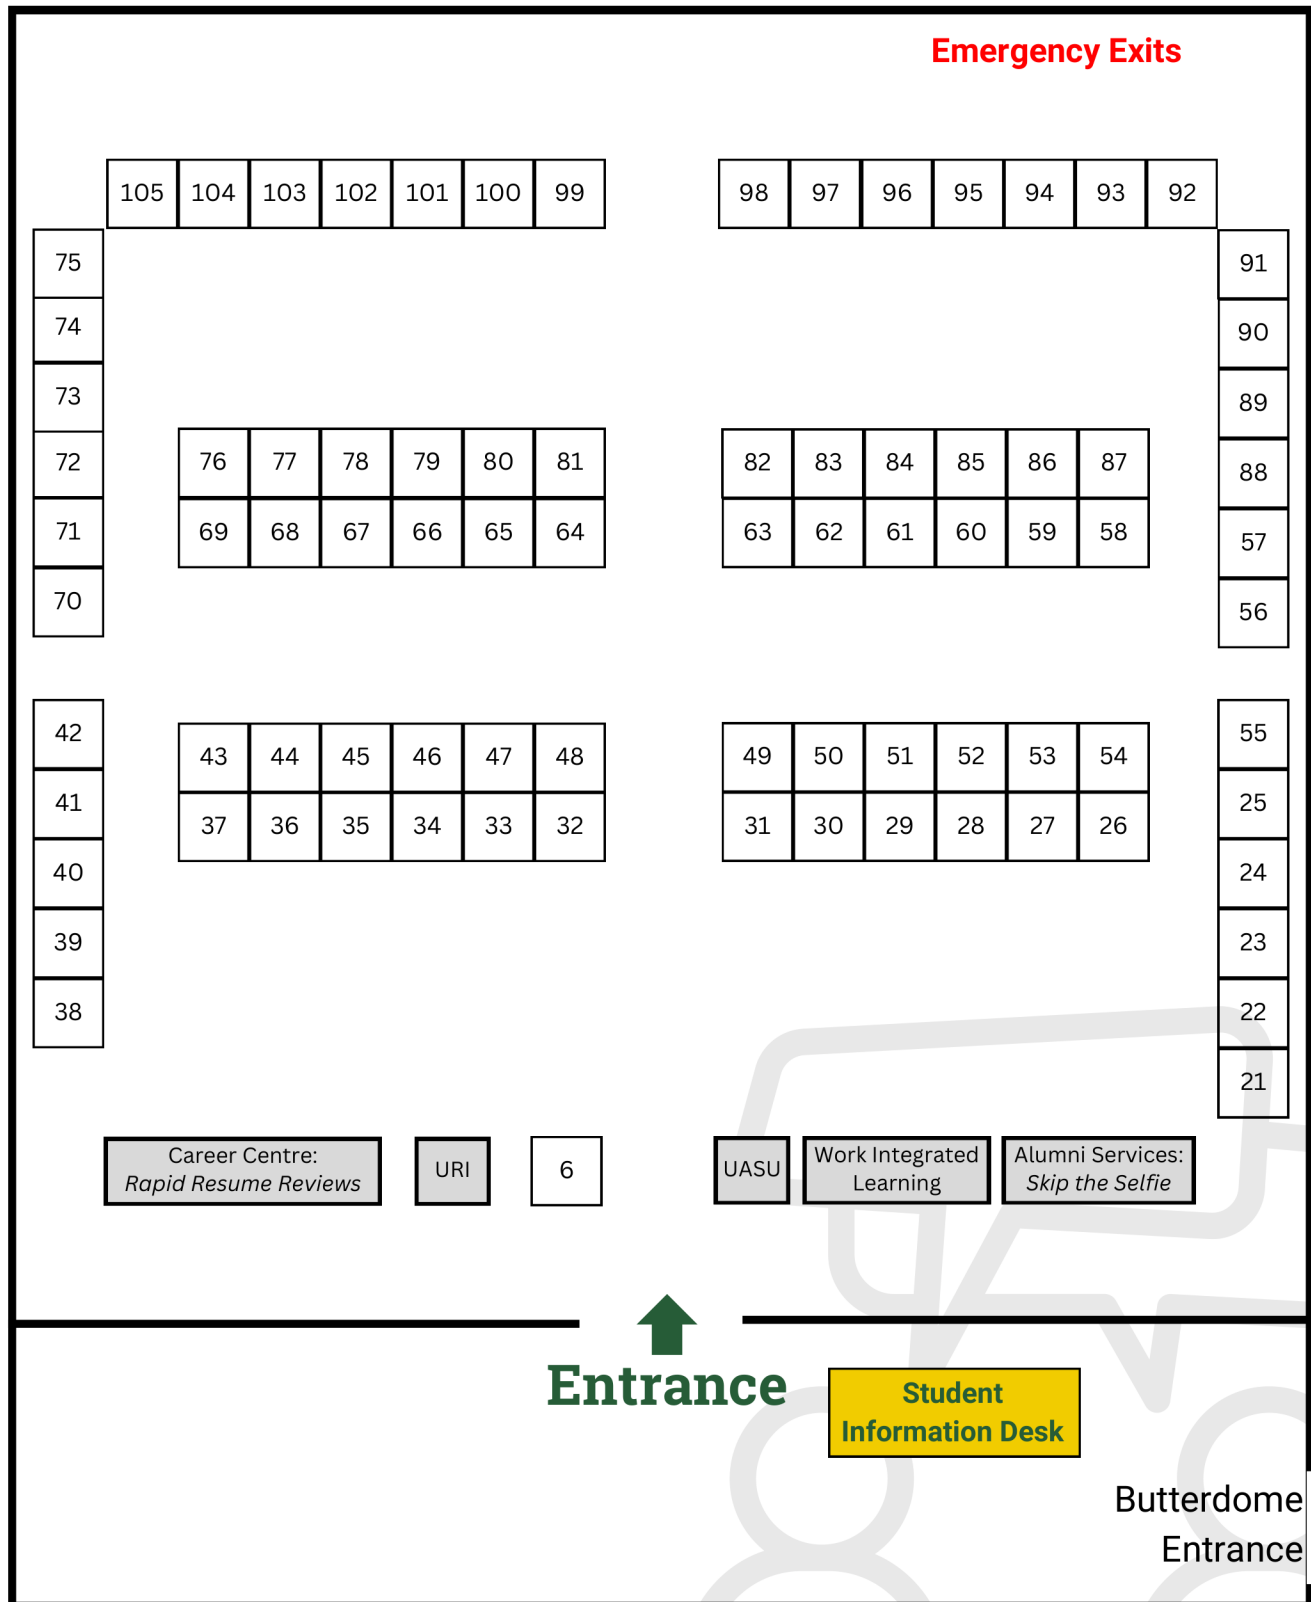 Emergency Exits
105 104 103 102 101 100 99 98 97 96 95 94 93 92
75 91
74 90
73 89
72 76 77 78 79 80 81 82 83 84 85 86 87 88
71 69 68 67 66 65 64 63 62 61 60 59 58 57
70 56
42 43 44 45 46 47 48 49 50 51 52 53 54 55
41 37 36 35 34 33 32 31 30 29 28 27 26 25
40 24
39 23
38 22
21
Career Centre:
Rapid Resume Reviews
URI
6
UASU
Work Integrated
Learning
Alumni Services:
Skip the Selfie
Entrance
Student
Information Desk
Butterdome
Entrance